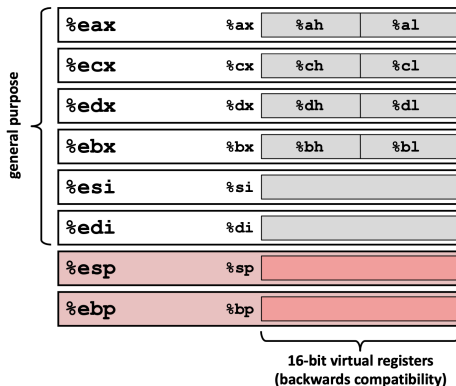 general purpose
%eax %ax %ah %al
%ecx %cx %ch %cl
%edx %dx %dh %dl
%ebx %bx %bh %bl
%esi %si
%edi %di
%esp %sp
%ebp %bp
16-bit virtual registers
(backwards compatibility)